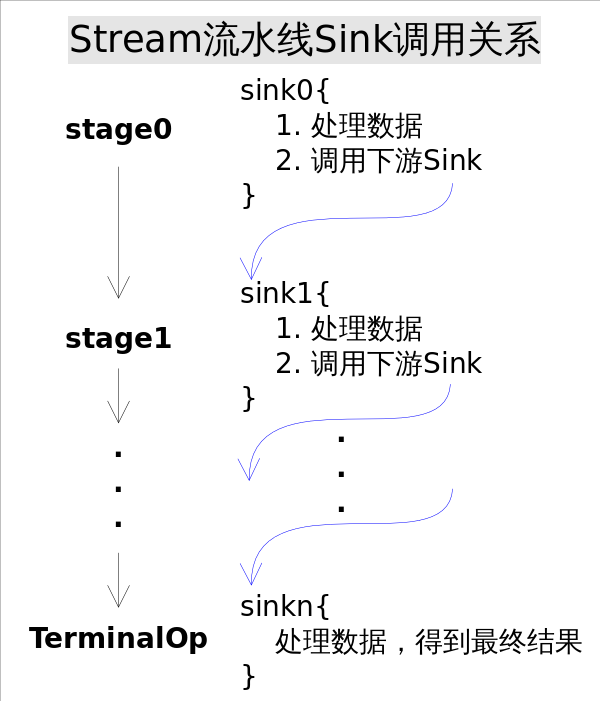 Stream流水线Sink调用关系
stage0
sink0{
1. 处理数据
2. 调用下游Sink
}
stage1
sink1{
1. 处理数据
2. 调用下游Sink
}
.
.
.
.
.
.
TerminalOp
sinkn{
处理数据，得到最终结果
}